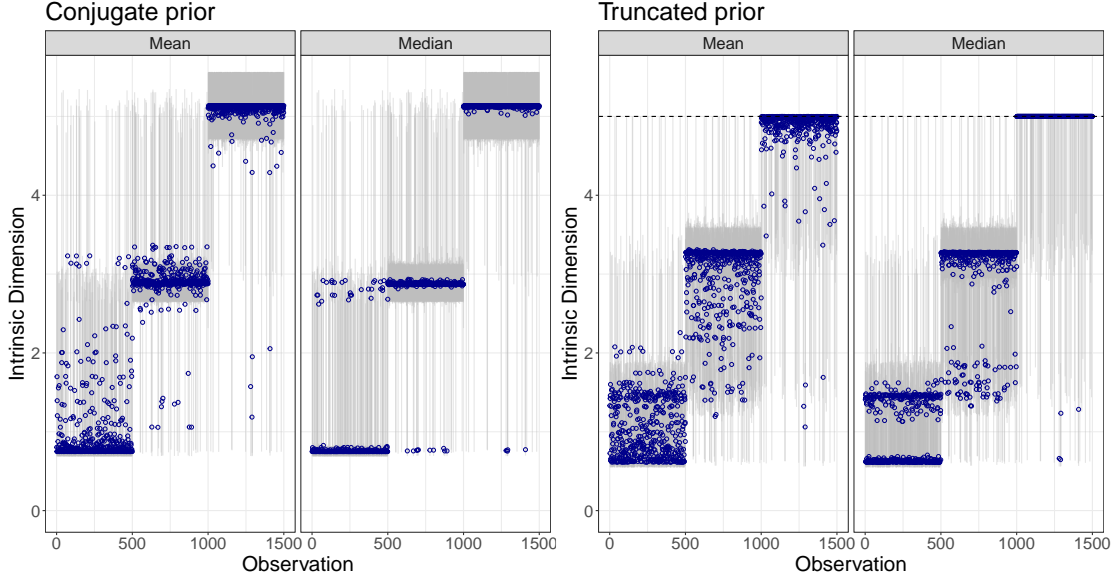 Conjugate prior
Mean
Median
Intrinsic Dimension
4
2
0
0
500
1000
1500
0
500
1000
1500
Observation
Truncated prior
Mean
Median
Intrinsic Dimension
4
2
0
0
500
1000
1500
0
500
1000
1500
Observation